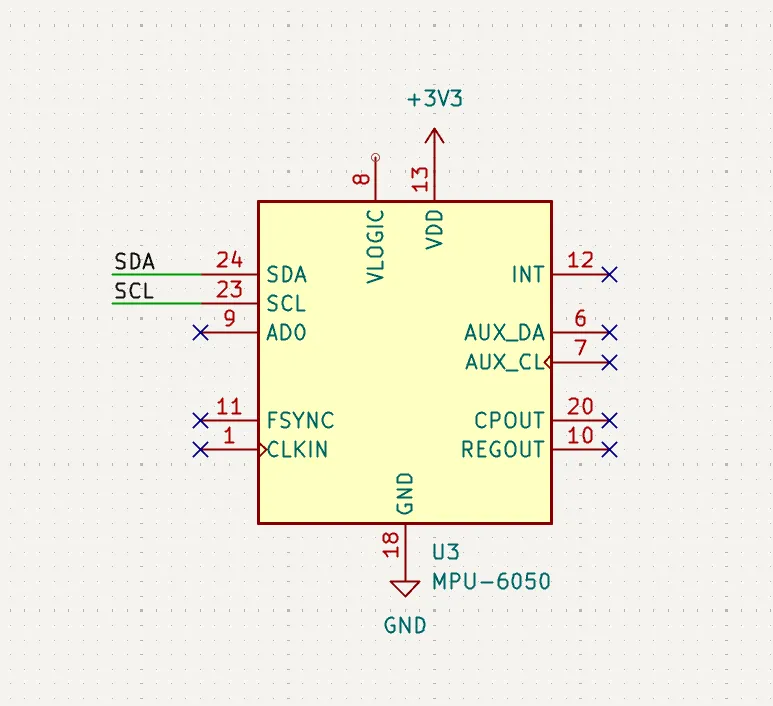 +3V3
8
13
VLOGIC
VDD
SDA
24
SDA
INT
12
SCL
23
SCL
9
AD0
AUX_DA
6
AUX_CL
7
11
FSYNC
CPOUT
20
1
CLKIN
REGOUT
10
GND
18
U3
MPU-6050
GND